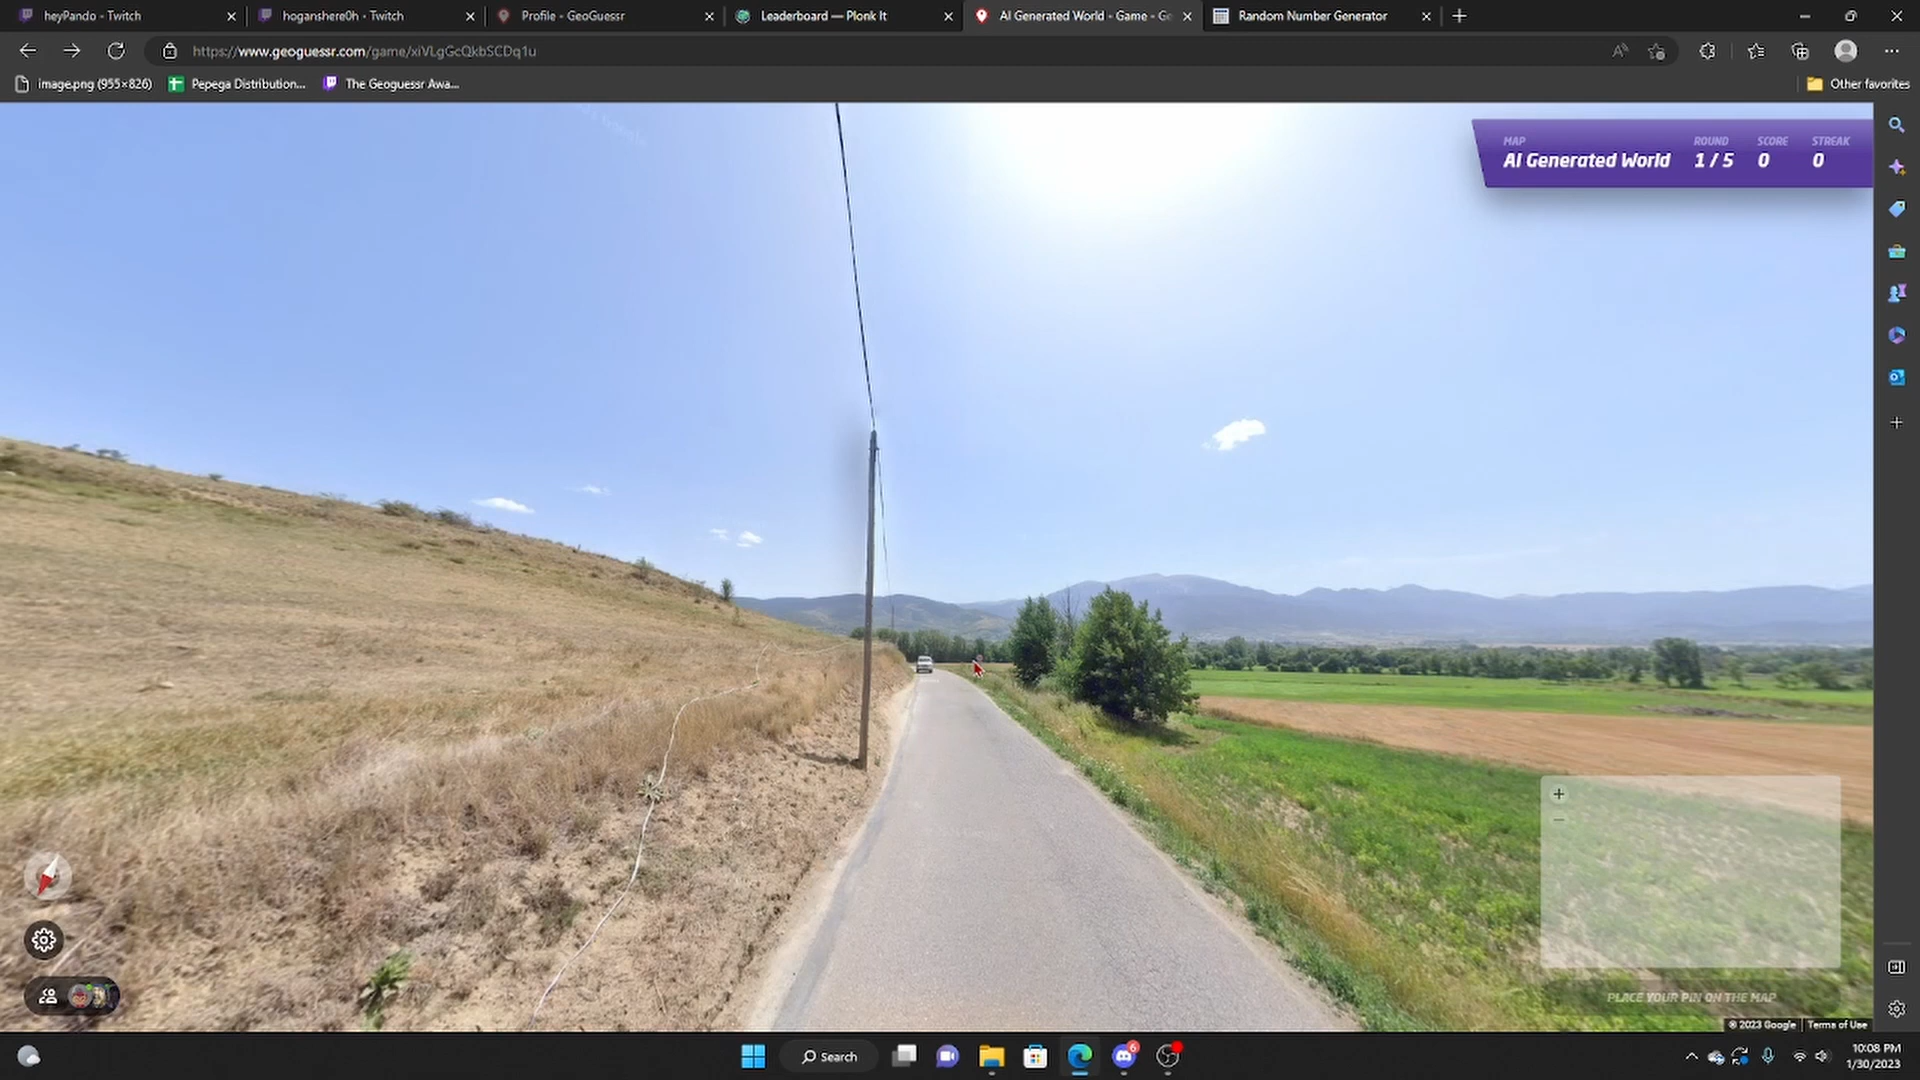 heyPando - Twitch
hoganshere0h - Twitch
Profile - GeoGuessr
Leaderboard — Plonk It
AI Generated World - Game - Ge
Random Number Generator
https://www.geoguessr.com/game/xiVLgGcQkbSCDq1u
image.png (955×826)
Pepega Distribution...
The Geoguessr Awa...
Other favorites
MAP
AI Generated World
ROUND
1 / 5
SCORE
0
STREAK
0
PLACE YOUR PIN ON THE MAP
© 2023 Google
Terms of Use
Search
6
10:08 PM
1/30/2023